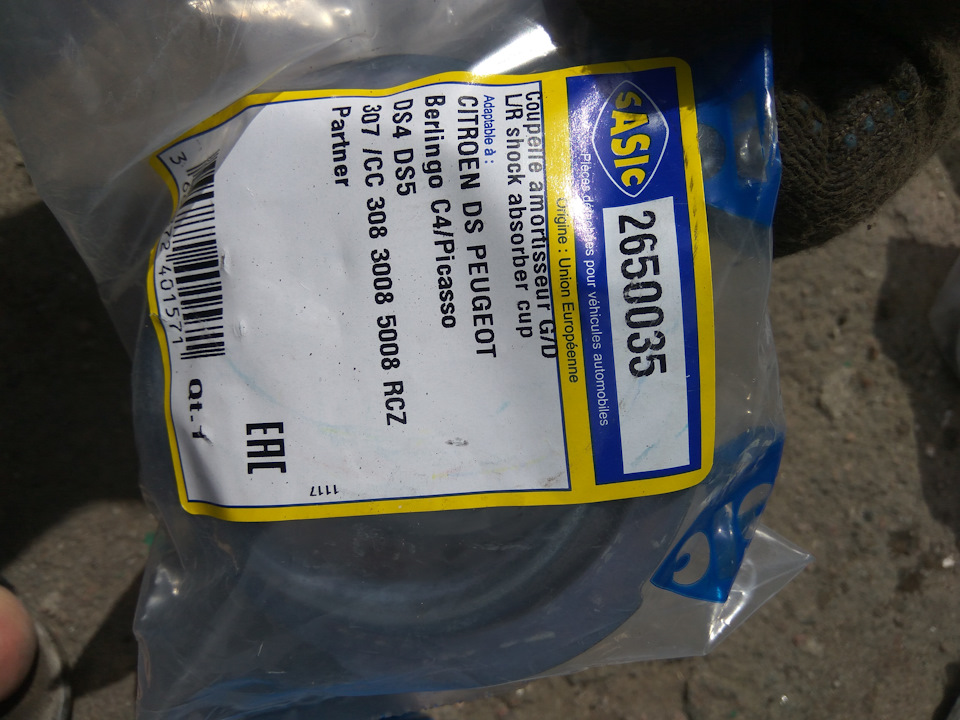 SASIC
2650035
Pièces détachées pour véhicules automobiles
Origine : Union Européenne
Coupelle amortisseur G/D
L/R shock absorber cup
Adaptable à :
CITROEN DS PEUGEOT
Berlingo C4/Picasso
DS4 DS5
307 /CC 308 3008 5008 RCZ
Partner
1117
EAC
Qt.1
401571